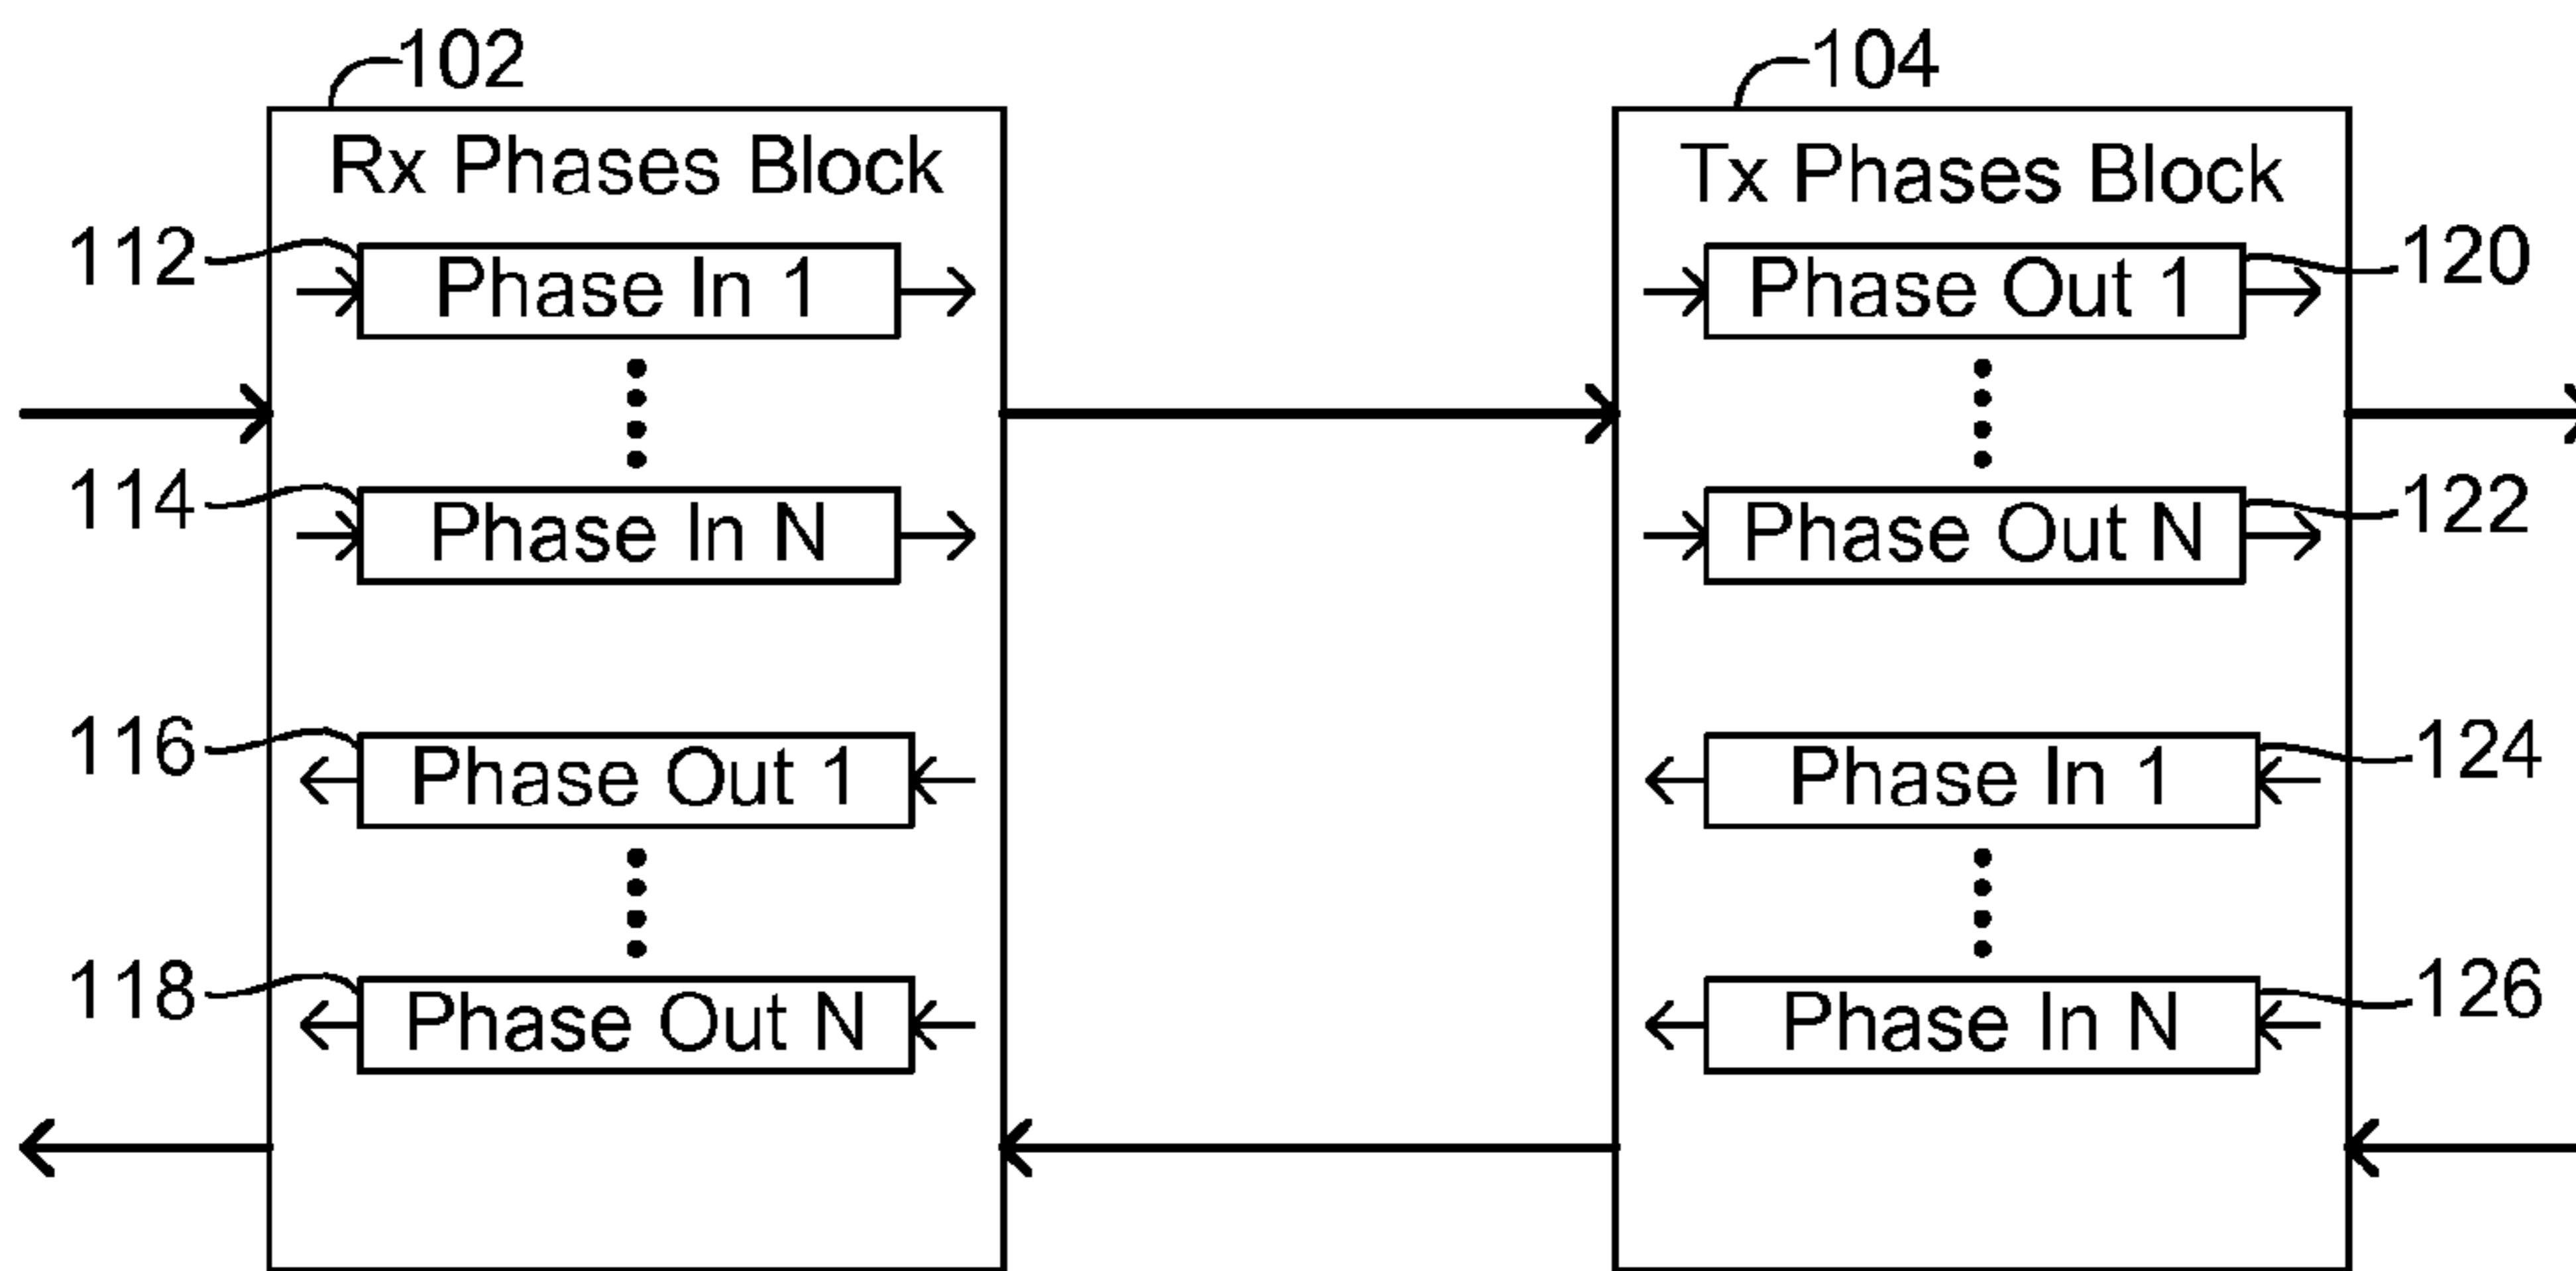 102
Rx Phases Block
112
Phase In 1
114
Phase In N
116
Phase Out 1
118
Phase Out N
104
Tx Phases Block
Phase Out 1
120
Phase Out N
122
Phase In 1
124
Phase In N
126